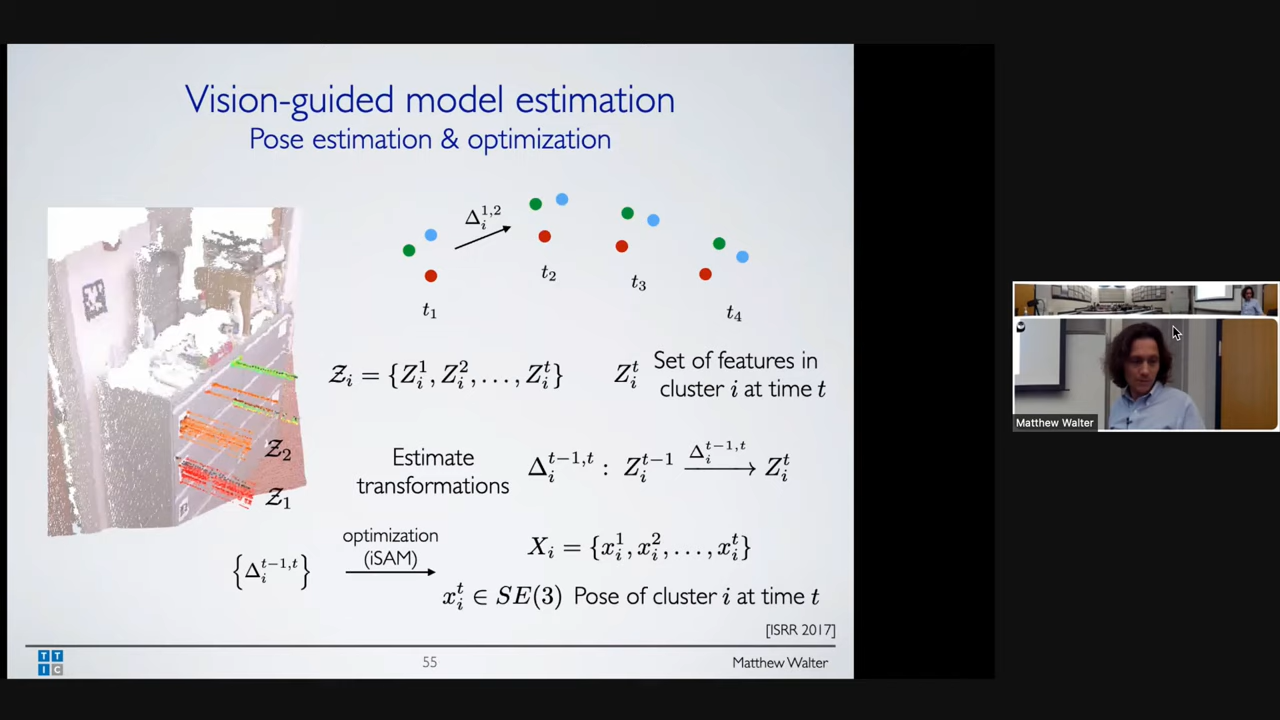 Vision-guided model estimation
Pose estimation & optimization
Δ_i^{1,2}
t_1
t_2
t_3
t_4
𝒵_i = {Z_i^1, Z_i^2, . . . , Z_i^t}
Z_i^t Set of features in
cluster i at time t
𝒵_2
𝒵_1
Estimate
transformations
Δ_i^{t−1,t} : Z_i^{t−1} \xrightarrow{Δ_i^{t−1,t}} Z_i^t
{Δ_i^{t−1,t}}
optimization
(iSAM)
X_i = {x_i^1, x_i^2, . . . , x_i^t}
x_i^t ∈ SE(3) Pose of cluster i at time t
[ISRR 2017]
TTIC
55
Matthew Walter
Matthew Walter